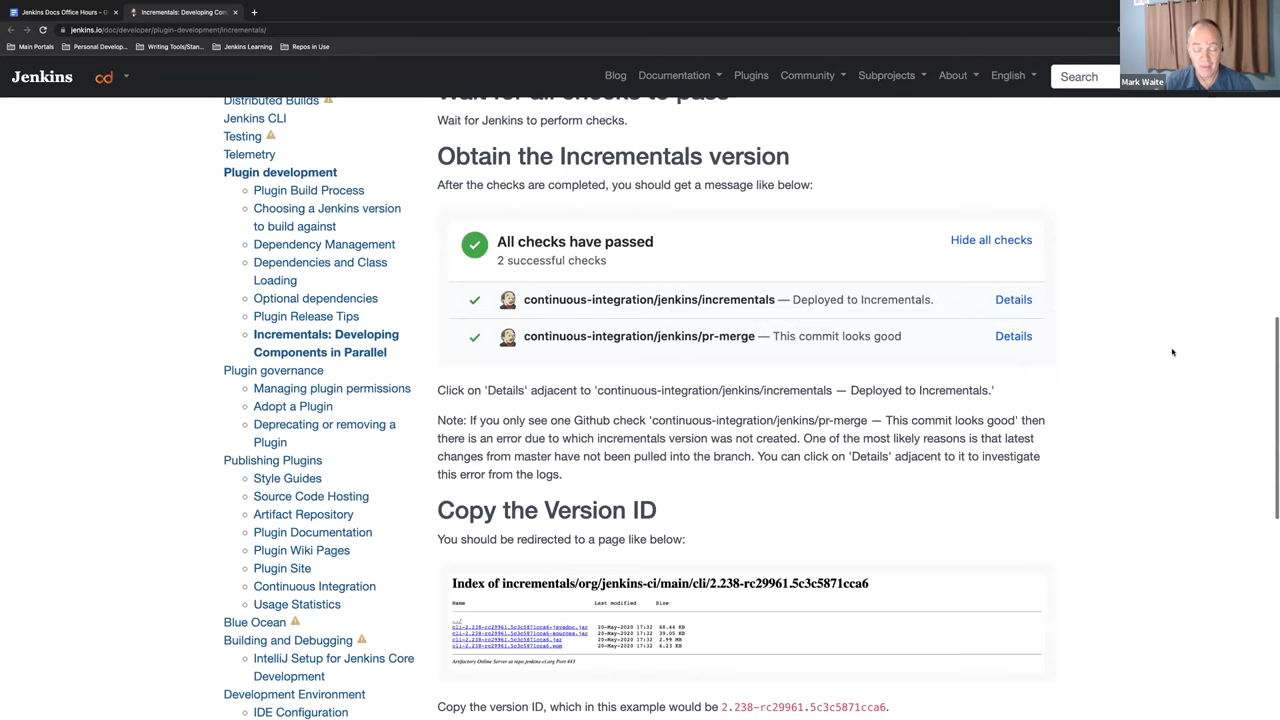 Jenkins Docs Office Hours
Incrementals: Developing Con
jenkins.io/doc/developer/plugin-development/incrementals/
Main Portals
Personal Develop...
Writing Tools/Stan...
Jenkins Learning
Repos in Use
Mark Waite
Jenkins
cd
Blog
Documentation
Plugins
Community
Subprojects
About
English
Search
Distributed Builds
Jenkins CLI
Testing
Telemetry
Plugin development
Plugin Build Process
Choosing a Jenkins version
to build against
Dependency Management
Dependencies and Class
Loading
Optional dependencies
Plugin Release Tips
Incrementals: Developing
Components in Parallel
Plugin governance
Managing plugin permissions
Adopt a Plugin
Deprecating or removing a
Plugin
Publishing Plugins
Style Guides
Source Code Hosting
Artifact Repository
Plugin Documentation
Plugin Wiki Pages
Plugin Site
Continuous Integration
Usage Statistics
Blue Ocean
Building and Debugging
IntelliJ Setup for Jenkins Core
Development
Development Environment
IDE Configuration
Wait for all checks to pass
Wait for Jenkins to perform checks.
Obtain the Incrementals version
After the checks are completed, you should get a message like below:
All checks have passed
Hide all checks
2 successful checks
continuous-integration/jenkins/incrementals — Deployed to Incrementals. Details
continuous-integration/jenkins/pr-merge — This commit looks good Details
Click on 'Details' adjacent to 'continuous-integration/jenkins/incrementals — Deployed to Incrementals.'
Note: If you only see one Github check 'continuous-integration/jenkins/pr-merge — This commit looks good' then
there is an error due to which incrementals version was not created. One of the most likely reasons is that latest
changes from master have not been pulled into the branch. You can click on 'Details' adjacent to it to investigate
this error from the logs.
Copy the Version ID
You should be redirected to a page like below:
Index of incrementals/org/jenkins-ci/main/cli/2.238-rc29961.5c3c5871cca6
Name Last modified Size
../
cli-2.238-rc29961.5c3c5871cca6-javadoc.jar 20-May-2020 17:32 68.44 KB
cli-2.238-rc29961.5c3c5871cca6-sources.jar 20-May-2020 17:32 39.05 KB
cli-2.238-rc29961.5c3c5871cca6.jar 20-May-2020 17:32 2.99 MB
cli-2.238-rc29961.5c3c5871cca6.pom 20-May-2020 17:32 6.23 KB
Artifactory Online Server at repo.jenkins-ci.org Port 443
Copy the version ID, which in this example would be 2.238-rc29961.5c3c5871cca6.